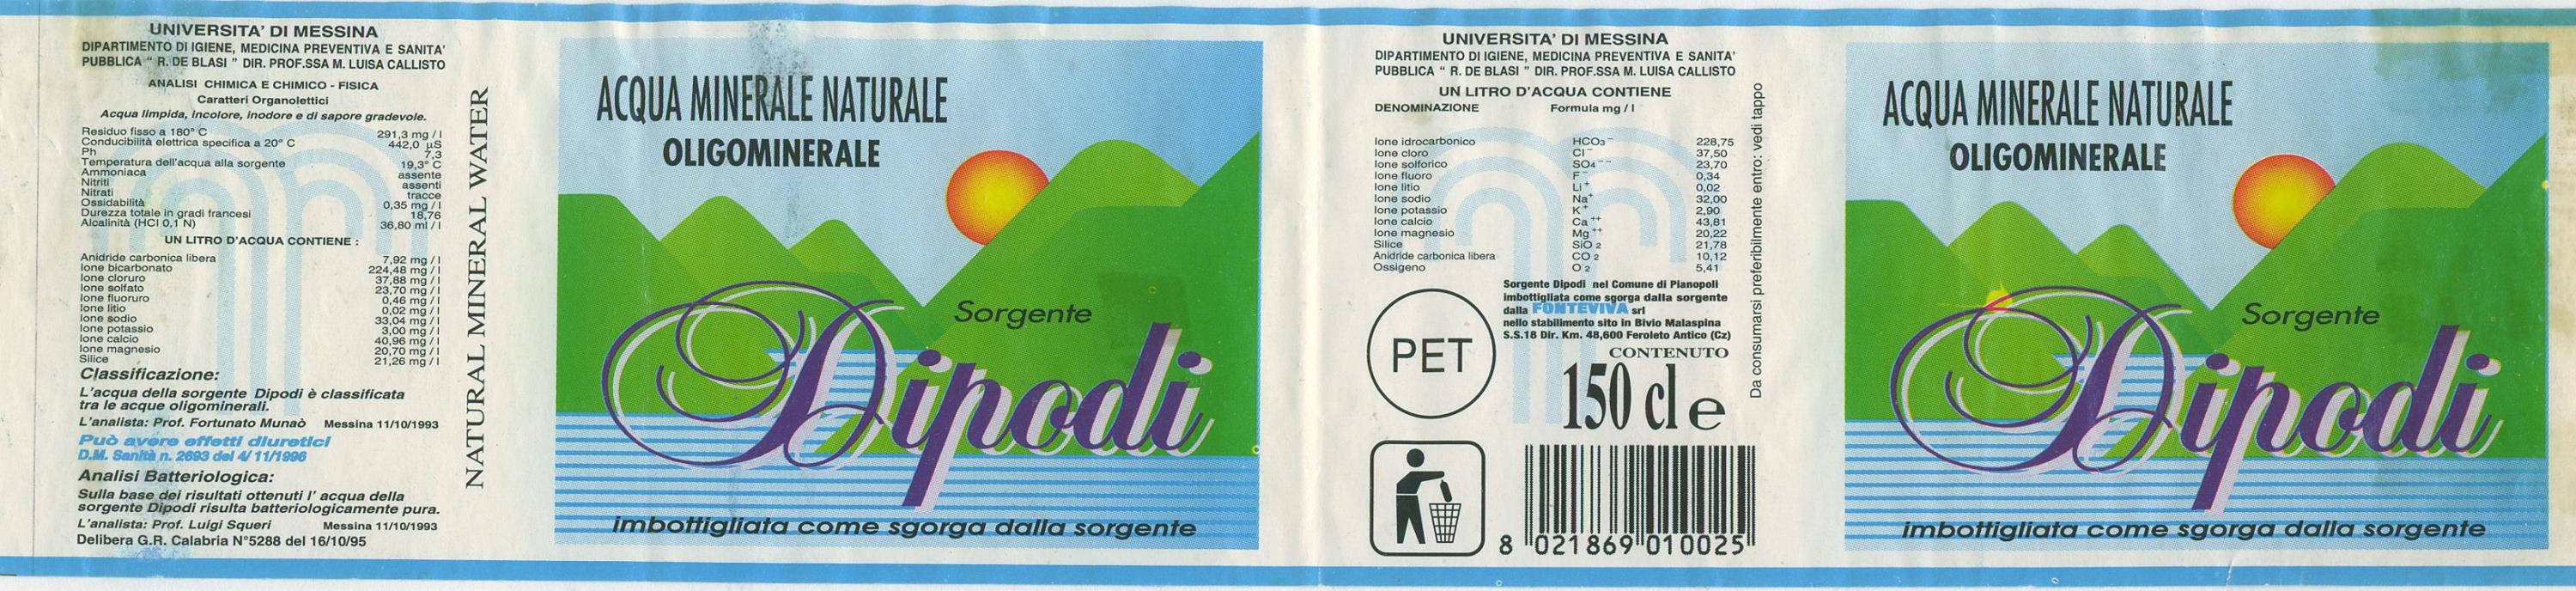 UNIVERSITA' DI MESSINA
DIPARTIMENTO DI IGIENE, MEDICINA PREVENTIVA E SANITA'
PUBBLICA " R. DE BLASI " DIR. PROF.SSA M. LUISA CALLISTO
ANALISI CHIMICA E CHIMICO - FISICA
Caratteri Organolettici
Acqua limpida, incolore, inodore e di sapore gradevole.
Residuo fisso a 180° C 291,3 mg / l
Conducibilità elettrica specifica a 20° C 442,0 µS
Ph 7,3
Temperatura dell'acqua alla sorgente 19,3° C
Ammoniaca assente
Nitriti assenti
Nitrati tracce
Ossidabilità 0,35 mg / l
Durezza totale in gradi francesi 18,76
Alcalinità (HCl 0,1 N) 36,80 ml / l
UN LITRO D'ACQUA CONTIENE :
Anidride carbonica libera 7,92 mg / l
Ione bicarbonato 224,48 mg / l
Ione cloruro 37,88 mg / l
Ione solfato 23,70 mg / l
Ione fluoruro 0,46 mg / l
Ione litio 0,02 mg / l
Ione sodio 33,04 mg / l
Ione potassio 3,00 mg / l
Ione calcio 40,96 mg / l
Ione magnesio 20,70 mg / l
Silice 21,26 mg / l
Classificazione:
L'acqua della sorgente Dipodi è classificata
tra le acque oligominerali.
L'analista: Prof. Fortunato Munaò Messina 11/10/1993
Può avere effetti diuretici
D.M. Sanità n. 2693 del 4/ 11/1996
Analisi Batteriologica:
Sulla base dei risultati ottenuti l' acqua della
sorgente Dipodi risulta batteriologicamente pura.
L'analista: Prof. Luigi Squeri Messina 11/10/1993
Delibera G.R. Calabria N°5288 del 16/10/95
NATURAL MINERAL WATER
ACQUA MINERALE NATURALE
OLIGOMINERALE
Sorgente
Dipodi
imbottigliata come sgorga dalla sorgente
UNIVERSITA' DI MESSINA
DIPARTIMENTO DI IGIENE, MEDICINA PREVENTIVA E SANITA'
PUBBLICA " R. DE BLASI " DIR. PROF.SSA M. LUISA CALLISTO
UN LITRO D'ACQUA CONTIENE
DENOMINAZIONE Formula mg / l
Ione idrocarbonico HCO3 - 228,75
Ione cloro Cl - 37,50
Ione solforico SO4 - - 23,70
Ione fluoro F - 0,34
Ione litio Li + 0,02
Ione sodio Na + 32,00
Ione potassio K + 2,90
Ione calcio Ca ++ 43,81
Ione magnesio Mg ++ 20,22
Silice SiO 2 21,78
Anidride carbonica libera CO 2 10,12
Ossigeno O 2 5,41
Sorgente Dipodi nel Comune di Pianopoli
imbottigliata come sgorga dalla sorgente
dalla FONTEVIVA srl
nello stabilimento sito in Bivio Malaspina
S.S.18 Dir. Km. 48,600 Feroleto Antico (Cz)
PET
CONTENUTO
150 cl e
8 021869 010025
Da consumarsi preferibilmente entro: vedi tappo
ACQUA MINERALE NATURALE
OLIGOMINERALE
Sorgente
Dipodi
imbottigliata come sgorga dalla sorgente